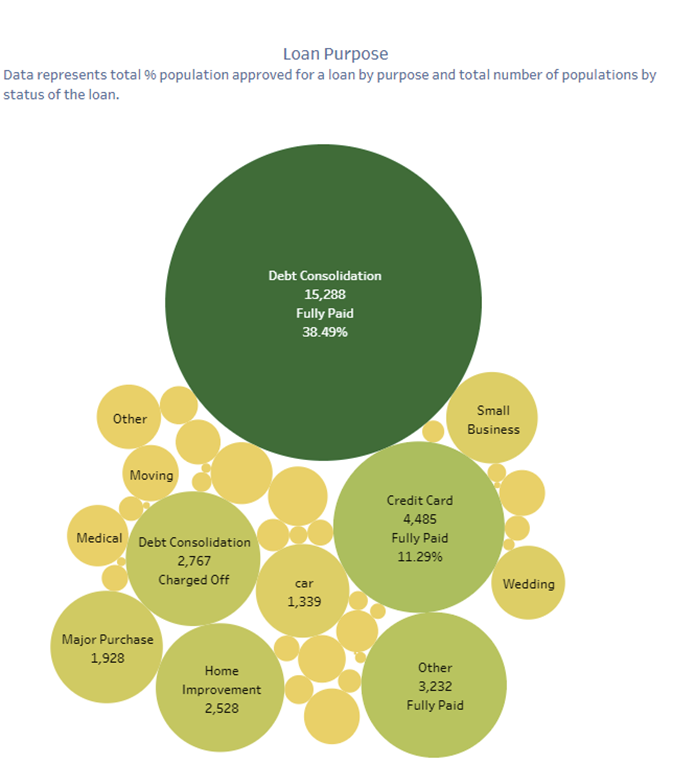 Loan Purpose
Data represents total % population approved for a loan by purpose and total number of populations by
status of the loan.
Debt Consolidation
15,288
Fully Paid
38.49%
Other
Small
Business
Moving
Credit Card
4,485
Fully Paid
11.29%
Medical
Debt Consolidation
2,767
Charged Off
car
1,339
Wedding
Major Purchase
1,928
Home
Improvement
2,528
Other
3,232
Fully Paid